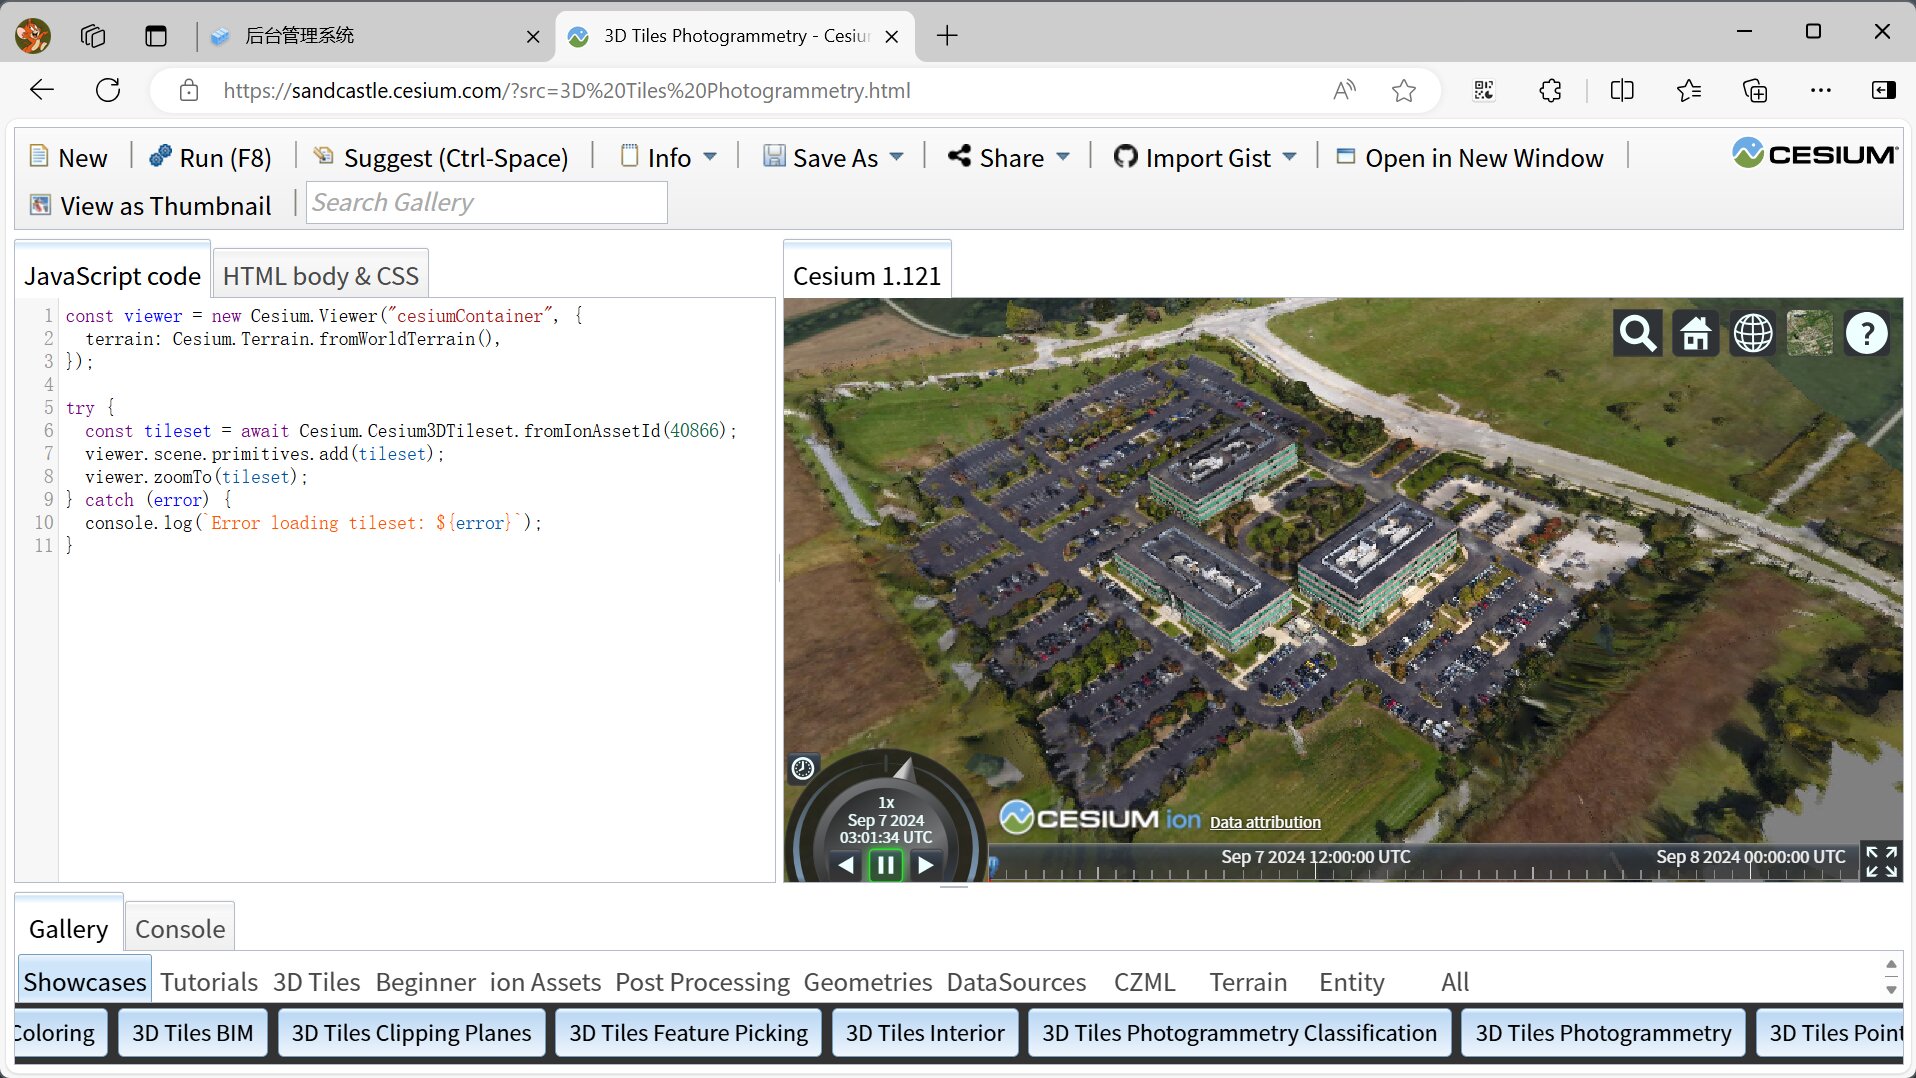 后台管理系统
3D Tiles Photogrammetry - Cesiu
https://sandcastle.cesium.com/?src=3D%20Tiles%20Photogrammetry.html
New
Run (F8)
Suggest (Ctrl-Space)
Info
Save As
Share
Import Gist
Open in New Window
CESIUM
View as Thumbnail
Search Gallery
JavaScript code
HTML body & CSS
Cesium 1.121
1 const viewer = new Cesium.Viewer("cesiumContainer", {
2 terrain: Cesium.Terrain.fromWorldTerrain(),
3 });
4
5 try {
6 const tileset = await Cesium.Cesium3DTileset.fromIonAssetId(40866);
7 viewer.scene.primitives.add(tileset);
8 viewer.zoomTo(tileset);
9 } catch (error) {
10 console.log(`Error loading tileset: ${error}`);
11 }
1x
Sep 7 2024
03:01:34 UTC
CESIUM ion
Data attribution
Sep 7 2024 12:00:00 UTC
Sep 8 2024 00:00:00 UTC
Gallery
Console
Showcases
Tutorials
3D Tiles
Beginner
ion Assets
Post Processing
Geometries
DataSources
CZML
Terrain
Entity
All
Coloring
3D Tiles BIM
3D Tiles Clipping Planes
3D Tiles Feature Picking
3D Tiles Interior
3D Tiles Photogrammetry Classification
3D Tiles Photogrammetry
3D Tiles Point